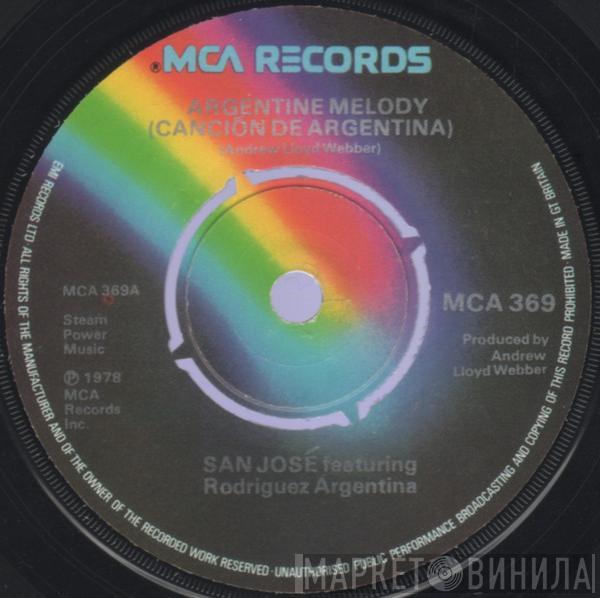 ®MCA RECORDS
ARGENTINE MELODY
(CANCIÕN DE ARGENTINA)
(Andrew Lloyd Webber)
MCA 369A
Steam
Power
Music
℗ 1978
MCA
Records
Inc.
MCA 369
Produced by
Andrew
Lloyd Webber
SAN JOSÉ featuring
Rodriguez Argentina
EMI RECORDS LTD. ALL RIGHTS OF THE MANUFACTURER AND OF THE OWNER OF THE RECORDED WORK RESERVED · UNAUTHORISED PUBLIC PERFORMANCE BROADCASTING AND COPYING OF THIS RECORD PROHIBITED · MADE IN GT BRITAIN
МАРКЕТ ВИНИЛА